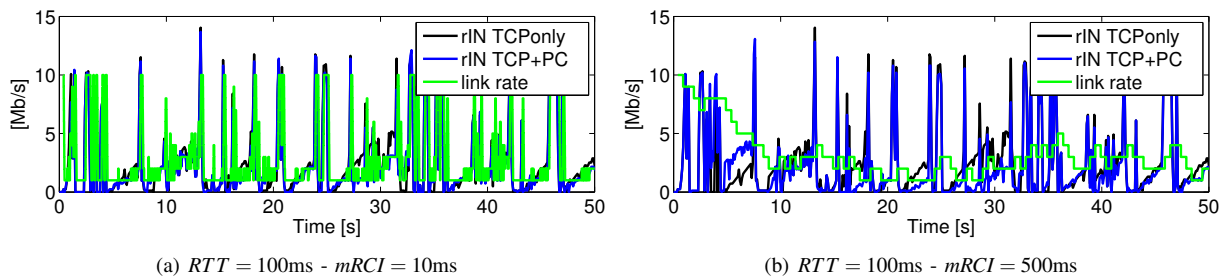 15
10
5
0
[Mb/s]
rIN TCPonly
rIN TCP+PC
link rate
0 10 20 30 40 50
Time [s]
(a) RTT = 100ms - mRCI = 10ms
15
10
5
0
[Mb/s]
rIN TCPonly
rIN TCP+PC
link rate
0 10 20 30 40 50
Time [s]
(b) RTT = 100ms - mRCI = 500ms